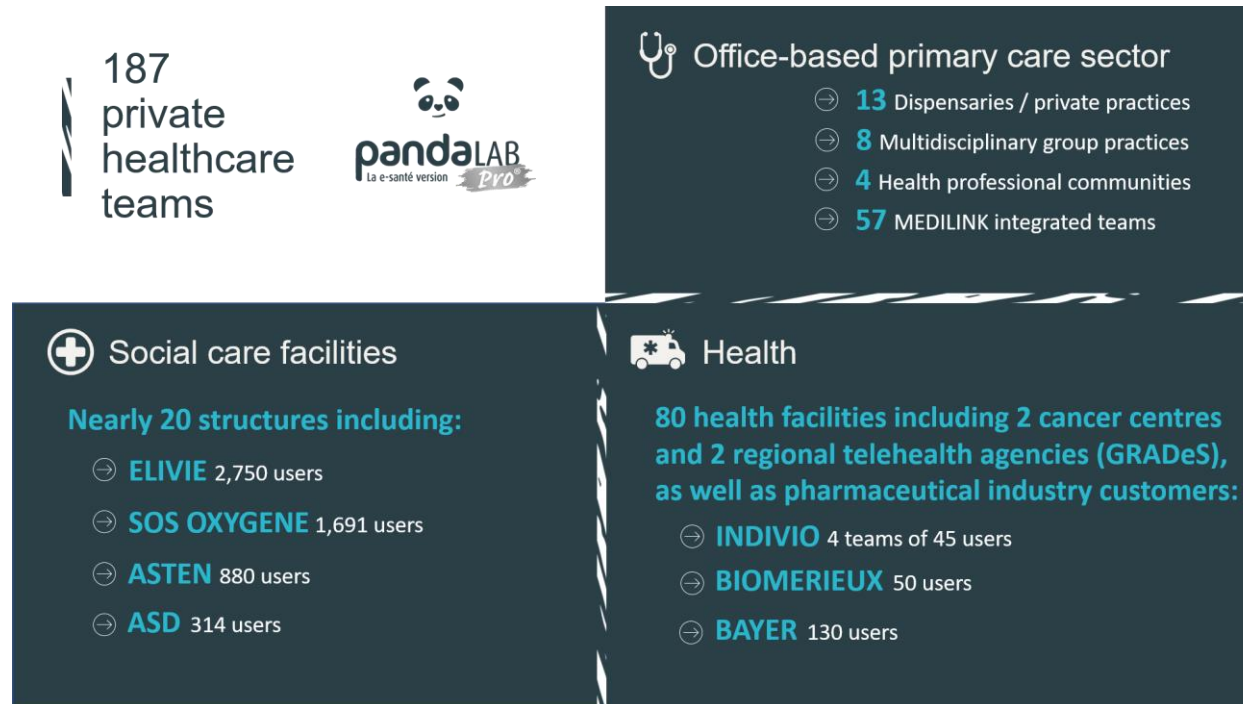 187
private
healthcare
teams
pandaLAB
La e-santé version Pro®
Office-based primary care sector
13 Dispensaries / private practices
8 Multidisciplinary group practices
4 Health professional communities
57 MEDILINK integrated teams
Social care facilities
Nearly 20 structures including:
ELIVIE 2,750 users
SOS OXYGENE 1,691 users
ASTEN 880 users
ASD 314 users
Health
80 health facilities including 2 cancer centres
and 2 regional telehealth agencies (GRADeS),
as well as pharmaceutical industry customers:
INDIVIO 4 teams of 45 users
BIOMERIEUX 50 users
BAYER 130 users